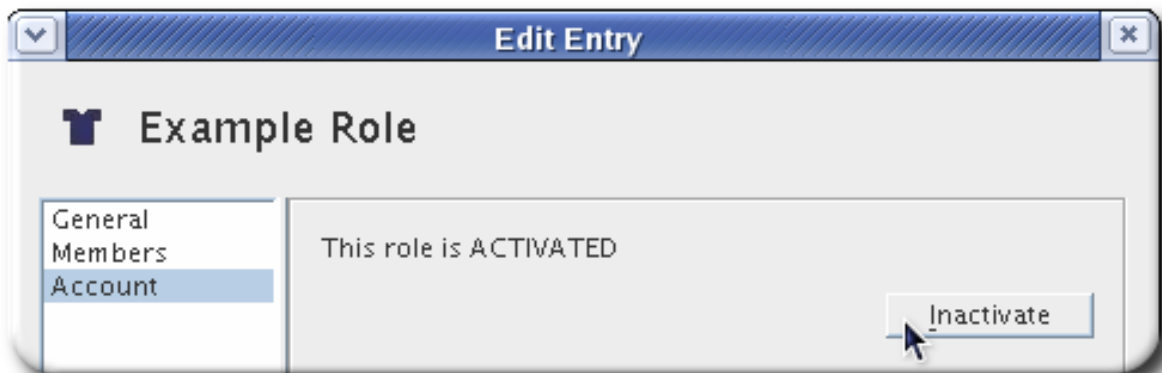 Edit Entry
Example Role
General
Members
Account
This role is ACTIVATED
Inactivate